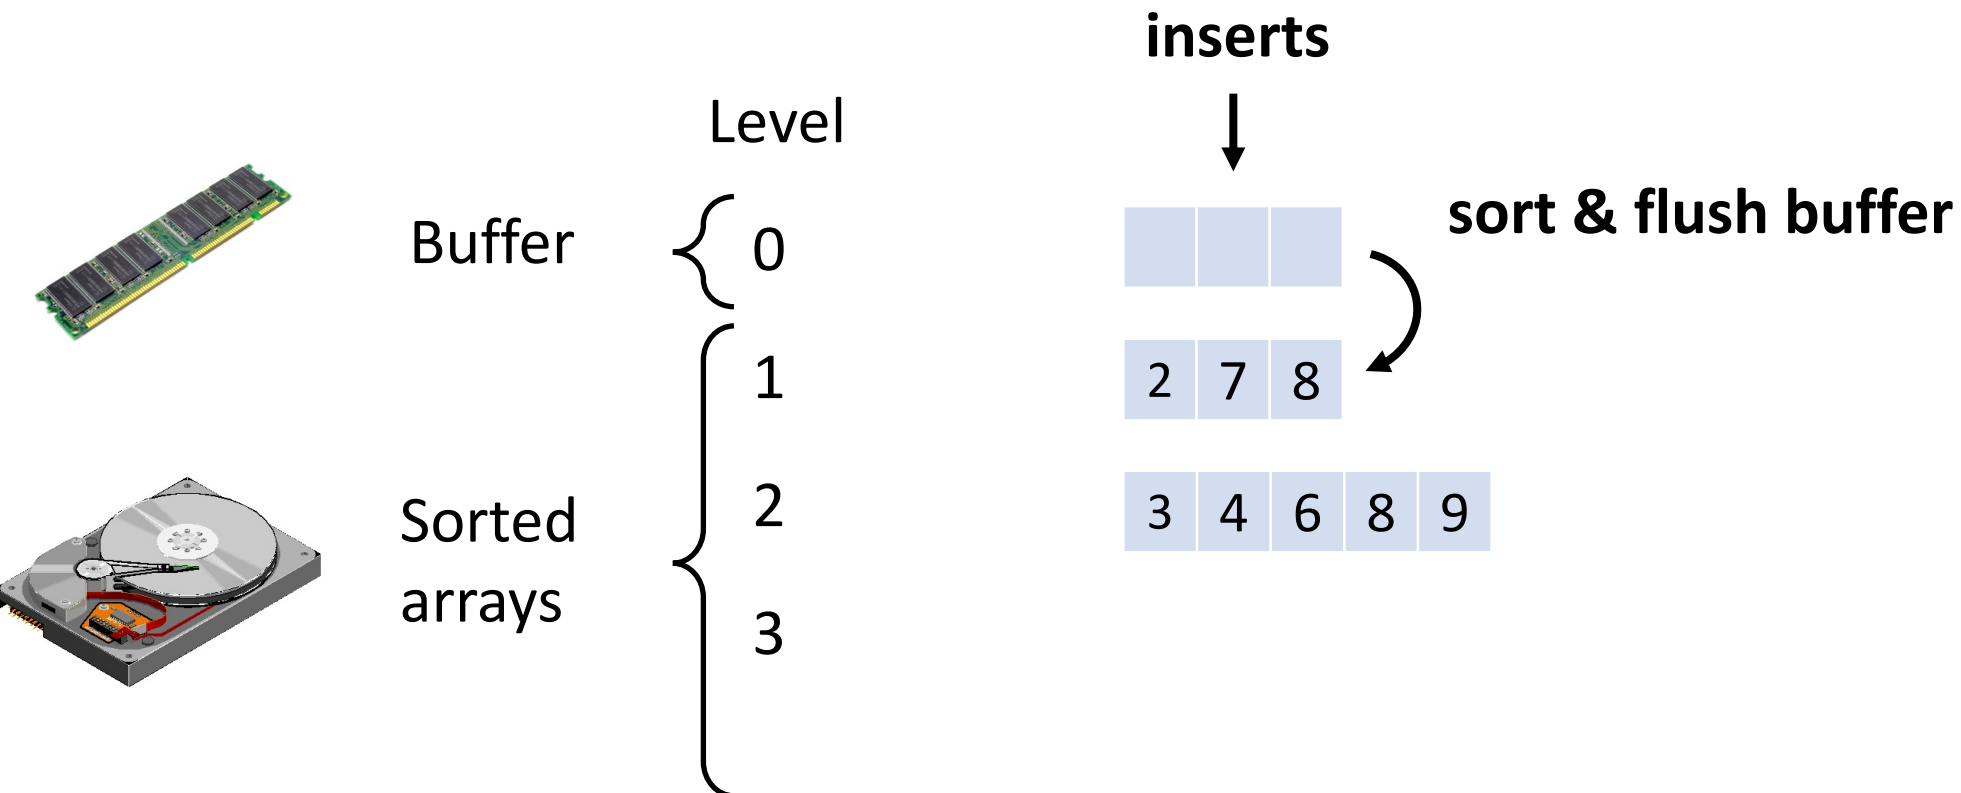 inserts
Level
Buffer
0
sort & flush buffer
1
2 7 8
Sorted
arrays
2
3 4 6 8 9
3